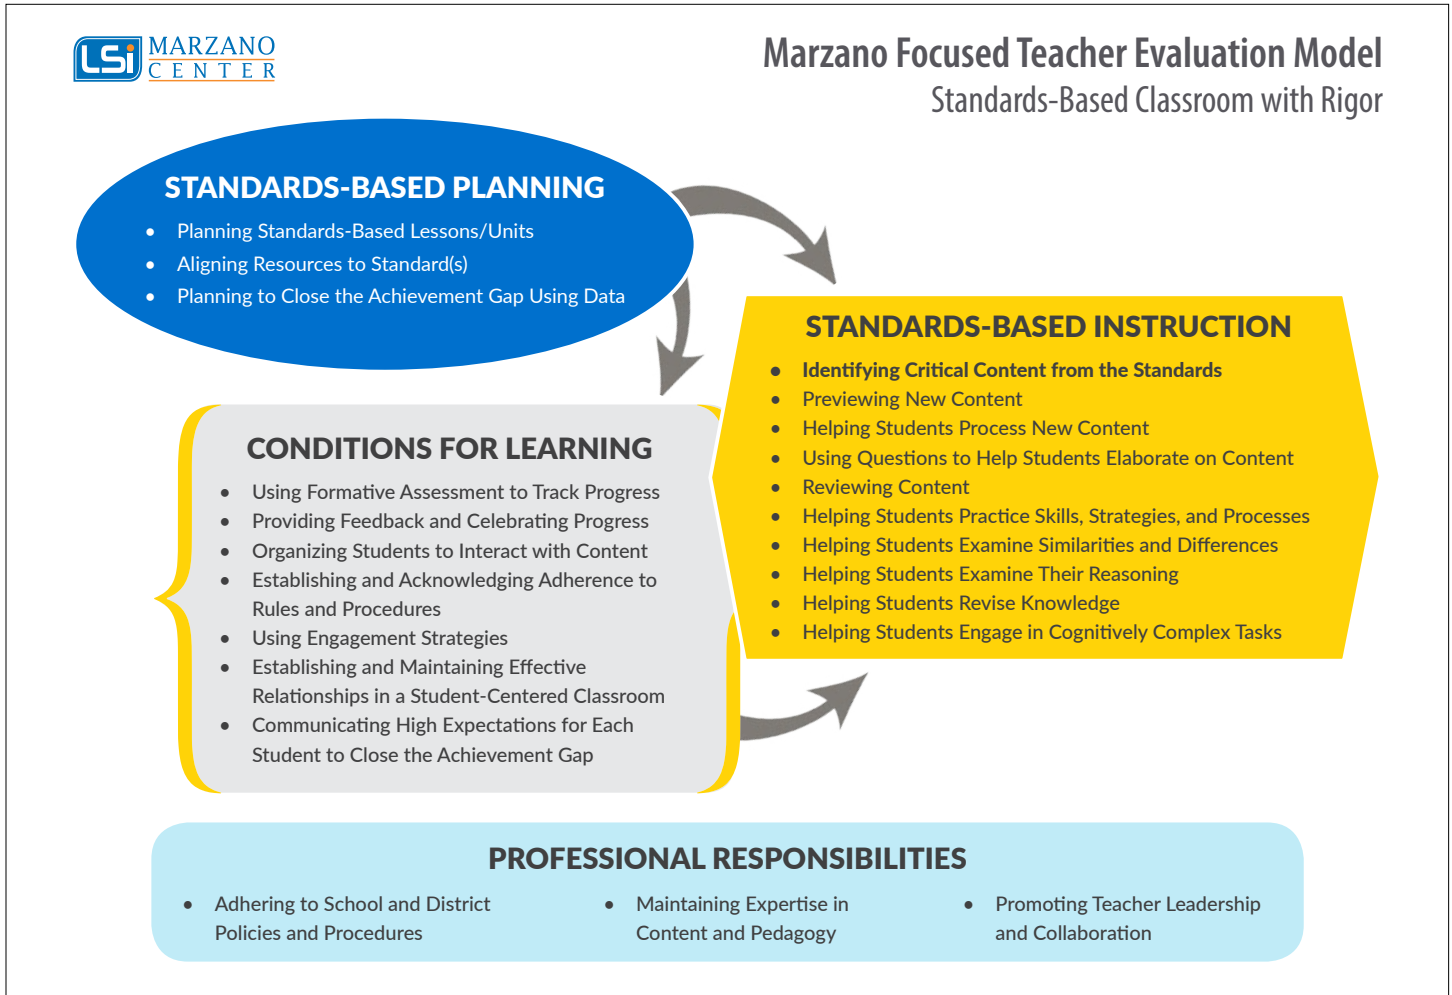 LSi MARZANO
CENTER
Marzano Focused Teacher Evaluation Model
Standards-Based Classroom with Rigor
STANDARDS-BASED PLANNING
• Planning Standards-Based Lessons/Units
• Aligning Resources to Standard(s)
• Planning to Close the Achievement Gap Using Data
STANDARDS-BASED INSTRUCTION
• Identifying Critical Content from the Standards
• Previewing New Content
• Helping Students Process New Content
• Using Questions to Help Students Elaborate on Content
• Reviewing Content
• Helping Students Practice Skills, Strategies, and Processes
• Helping Students Examine Similarities and Differences
• Helping Students Examine Their Reasoning
• Helping Students Revise Knowledge
• Helping Students Engage in Cognitively Complex Tasks
CONDITIONS FOR LEARNING
• Using Formative Assessment to Track Progress
• Providing Feedback and Celebrating Progress
• Organizing Students to Interact with Content
• Establishing and Acknowledging Adherence to
Rules and Procedures
• Using Engagement Strategies
• Establishing and Maintaining Effective
Relationships in a Student-Centered Classroom
• Communicating High Expectations for Each
Student to Close the Achievement Gap
PROFESSIONAL RESPONSIBILITIES
• Adhering to School and District
Policies and Procedures
• Maintaining Expertise in
Content and Pedagogy
• Promoting Teacher Leadership
and Collaboration